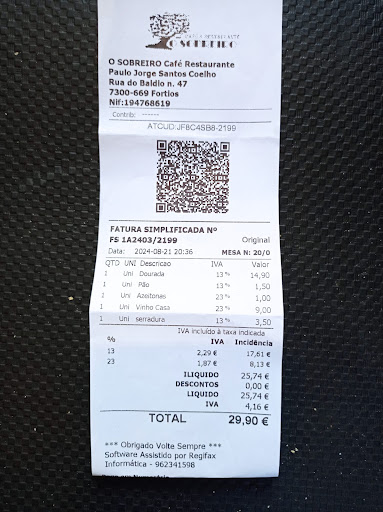 CAFÉ RESTAURANTE
O SOBREIRO
O SOBREIRO Café Restaurante
Paulo Jorge Santos Coelho
Rua do Baldio n. 47
7300-669 Fortios
Nif:194768619
Contrib: ------
ATCUD:JF8C4SB8-2199
FATURA SIMPLIFICADA Nº
FS 1A2403/2199 Original
Data: 2024-08-21 20:36 MESA N: 20/0
QTD UNI Descricao IVA Valor
1 Uni Dourada 13 % 14,90
1 Uni Pão 13 % 1,50
1 Uni Azeitonas 23 % 1,00
1 Uni Vinho Casa 23 % 9,00
1 Uni serradura 13 % 3,50
IVA incluído à taxa indicada
% IVA Incidência
13 2,29 € 17,61 €
23 1,87 € 8,13 €
ILIQUIDO 25,74 €
DESCONTOS 0,00 €
LIQUIDO 25,74 €
IVA 4,16 €
TOTAL 29,90 €
*** Obrigado Volte Sempre ***
Software Assistido por Regifax
Informática - 962341598